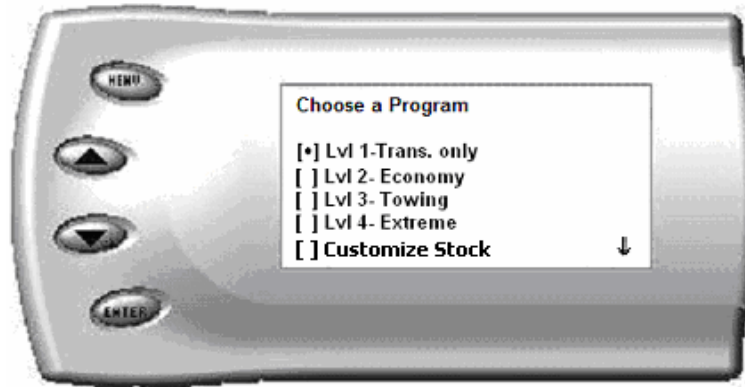 MENU
Choose a Program
[•] Lvl 1-Trans. only
[ ] Lvl 2- Economy
[ ] Lvl 3- Towing
[ ] Lvl 4- Extreme
[ ] Customize Stock ↓
ENTER